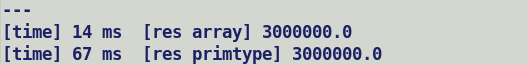 ---
[time] 14 ms  [res array] 3000000.0
[time] 67 ms  [res primtype] 3000000.0